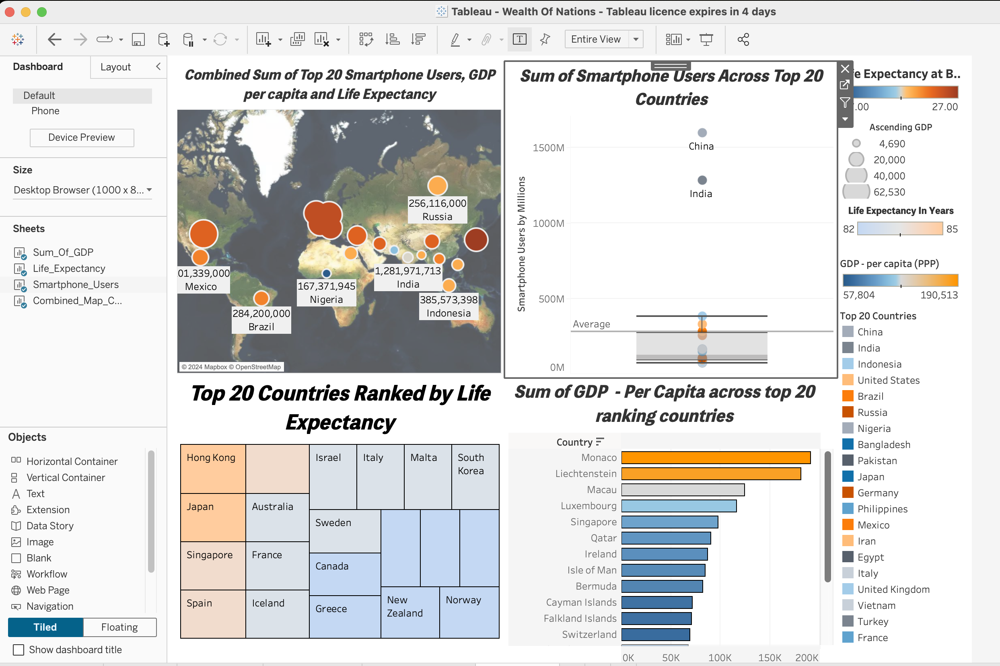 Tableau - Wealth Of Nations - Tableau licence expires in 4 days
T
Entire View
Dashboard
Layout
Default
Phone
Device Preview
Size
Desktop Browser (1000 x 8...
Sheets
Sum_Of_GDP
Life_Expectancy
Smartphone_Users
Combined_Map_C...
Objects
Horizontal Container
Vertical Container
A Text
Extension
Data Story
Image
Blank
Workflow
Web Page
Navigation
Tiled
Floating
Show dashboard title
Combined Sum of Top 20 Smartphone Users, GDP
per capita and Life Expectancy
256,116,000
Russia
01,339,000
Mexico
167,371,945
Nigeria
1,281,971,713
India
385,573,398
Indonesia
284,200,000
Brazil
© 2024 Mapbox © OpenStreetMap
Sum of Smartphone Users Across Top 20
Countries
Smartphone Users by Millions
1500M
1000M
500M
0M
China
India
Average
Top 20 Countries Ranked by Life
Expectancy
Hong Kong
Japan
Singapore
Spain
Australia
France
Iceland
Israel
Italy
Malta
South
Korea
Sweden
Canada
Greece
New
Zealand
Norway
Sum of GDP - Per Capita across top 20
ranking countries
Country
Monaco
Liechtenstein
Macau
Luxembourg
Singapore
Qatar
Ireland
Isle of Man
Bermuda
Cayman Islands
Falkland Islands
Switzerland
0K 50K 100K 150K 200K
fe Expectancy at B..
.00 27.00
Ascending GDP
4,690
20,000
40,000
62,530
Life Expectancy In Years
82 85
GDP - per capita (PPP)
57,804 190,513
Top 20 Countries
China
India
Indonesia
United States
Brazil
Russia
Nigeria
Bangladesh
Pakistan
Japan
Germany
Philippines
Mexico
Iran
Egypt
Italy
United Kingdom
Vietnam
Turkey
France